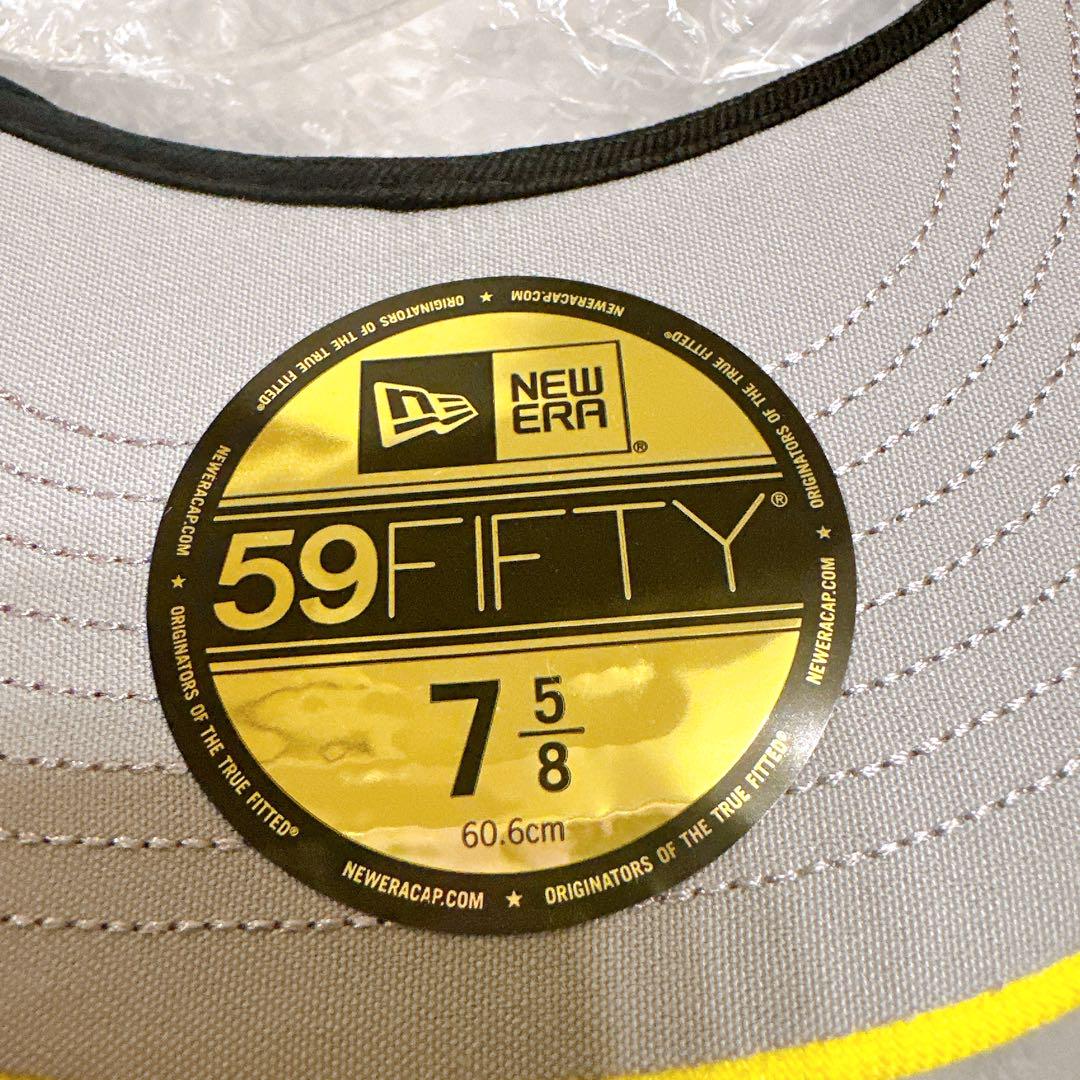 NEW
ERA®
59FIFTY®
7 5/8
60.6cm
NEWERACAP.COM ★ ORIGINATORS OF THE TRUE FITTED®
NEWERACAP.COM ★ ORIGINATORS OF THE TRUE FITTED®
NEWERACAP.COM ★ ORIGINATORS OF THE TRUE FITTED®
NEWERACAP.COM ★ ORIGINATORS OF THE TRUE FITTED®